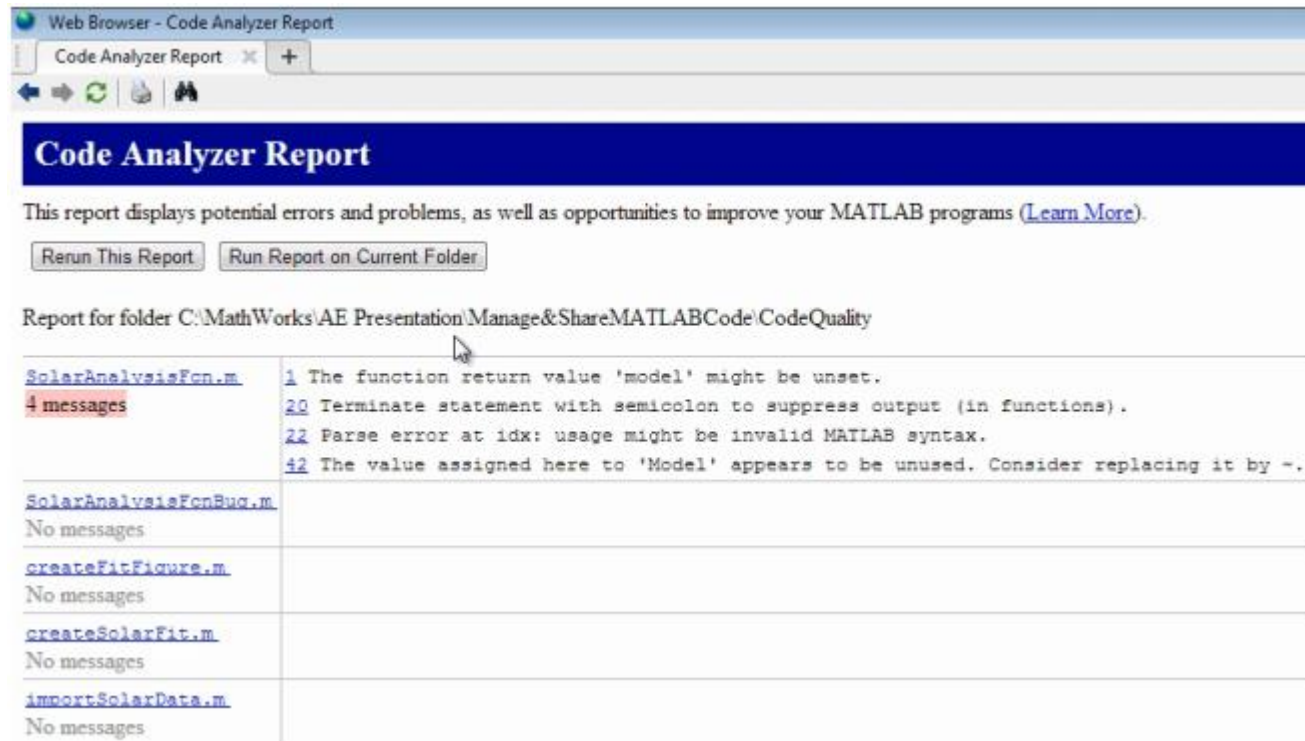 Web Browser - Code Analyzer Report
Code Analyzer Report
Code Analyzer Report
This report displays potential errors and problems, as well as opportunities to improve your MATLAB programs (Learn More).
Rerun This Report Run Report on Current Folder
Report for folder C:\MathWorks\AE Presentation\Manage&ShareMATLABCode\CodeQuality
SolarAnalysisFcn.m
4 messages
1 The function return value 'model' might be unset.
20 Terminate statement with semicolon to suppress output (in functions).
22 Parse error at idx: usage might be invalid MATLAB syntax.
42 The value assigned here to 'Model' appears to be unused. Consider replacing it by ~.
SolarAnalysisFcnBug.m
No messages
createFitFigure.m
No messages
createSolarFit.m
No messages
importSolarData.m
No messages